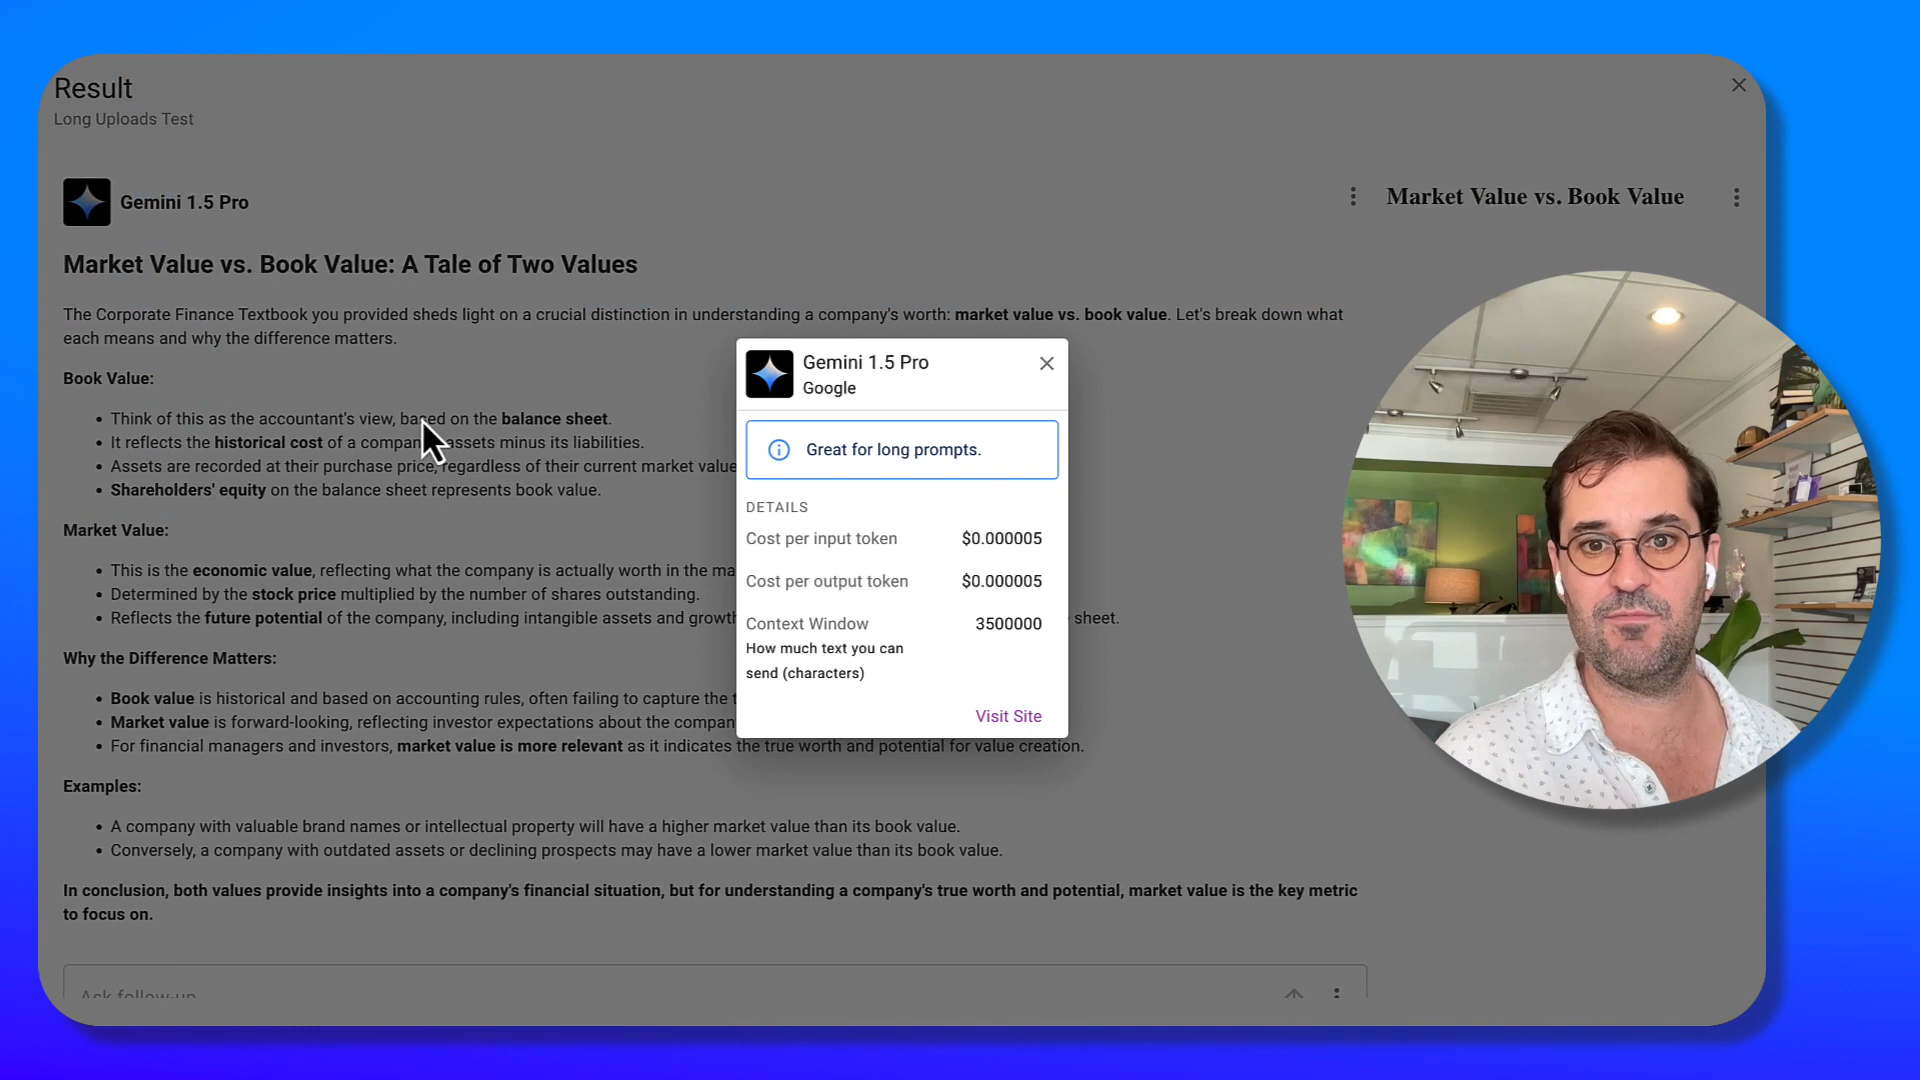 Result
Long Uploads Test
Gemini 1.5 Pro
Market Value vs. Book Value
Market Value vs. Book Value: A Tale of Two Values
The Corporate Finance Textbook you provided sheds light on a crucial distinction in understanding a company's worth: market value vs. book value. Let's break down what
each means and why the difference matters.
Book Value:
• Think of this as the accountant's view, based on the balance sheet.
• It reflects the historical cost of a company assets minus its liabilities.
• Assets are recorded at their purchase price, regardless of their current market value
• Shareholders' equity on the balance sheet represents book value.
Market Value:
• This is the economic value, reflecting what the company is actually worth in the ma
• Determined by the stock price multiplied by the number of shares outstanding.
• Reflects the future potential of the company, including intangible assets and growth sheet.
Why the Difference Matters:
• Book value is historical and based on accounting rules, often failing to capture the t
• Market value is forward-looking, reflecting investor expectations about the compan
• For financial managers and investors, market value is more relevant as it indicates the true worth and potential for value creation.
Examples:
• A company with valuable brand names or intellectual property will have a higher market value than its book value.
• Conversely, a company with outdated assets or declining prospects may have a lower market value than its book value.
In conclusion, both values provide insights into a company's financial situation, but for understanding a company's true worth and potential, market value is the key metric
to focus on.
Ask follow-up
Gemini 1.5 Pro
Google
Great for long prompts.
DETAILS
Cost per input token $0.000005
Cost per output token $0.000005
Context Window 3500000
How much text you can
send (characters)
Visit Site